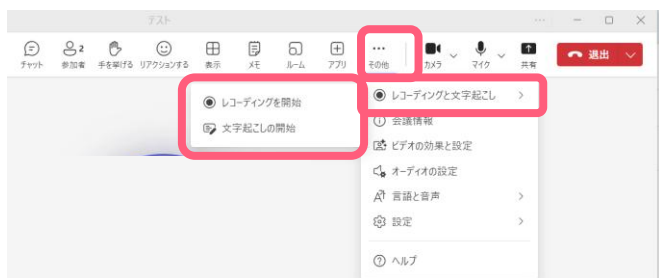 テスト
チャット 参加者 2 手を挙げる リアクションする 表示 メモ ルーム アプリ その他 カメラ マイク 共有 退出
レコーディングを開始
文字起こしの開始
レコーディングと文字起こし
会議情報
ビデオの効果と設定
オーディオの設定
言語と音声
設定
ヘルプ